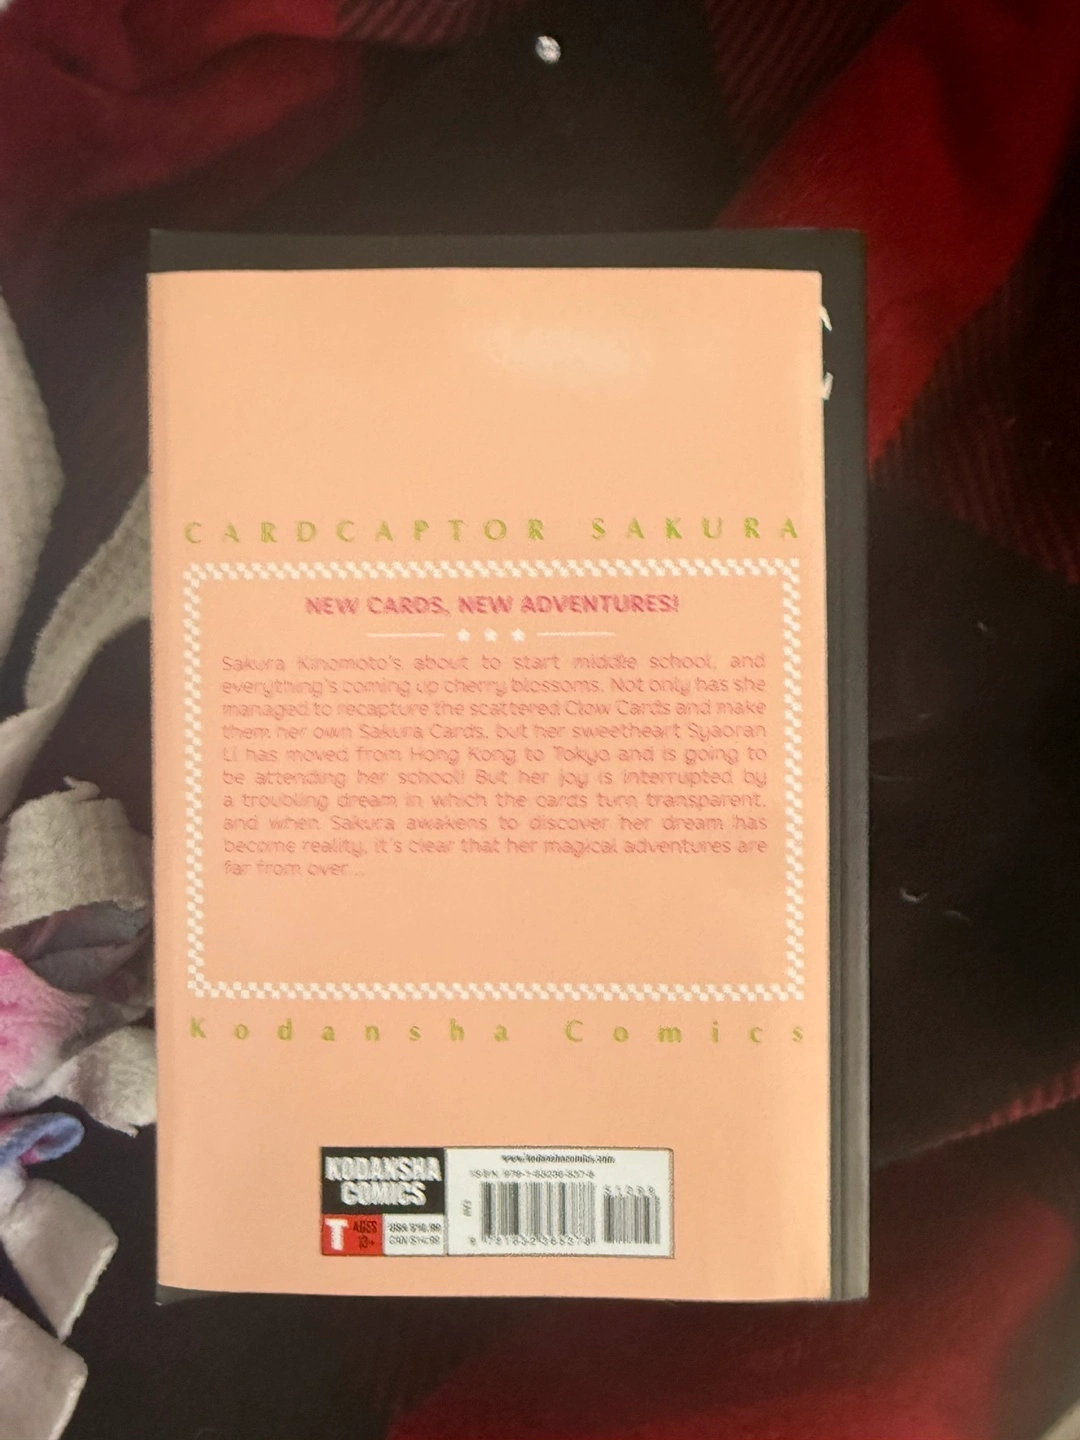 CARDCAPTOR SAKURA
NEW CARDS, NEW ADVENTURES!
Sakura Kinomoto's about to start middle school, and
everything's coming up cherry blossoms. Not only has she
managed to recapture the scattered Clow Cards and make
them her own Sakura Cards, but her sweetheart Syaoran
Li has moved from Hong Kong to Tokyo and is going to
be attending her school! But her joy is interrupted by
a troubling dream in which the cards turn transparent,
and when Sakura awakens to discover her dream has
become reality, it's clear that her magical adventures are
far from over...
Kodansha Comics
KODANSHA
COMICS
T AGES
13+
www.kodanshacomics.com
ISBN